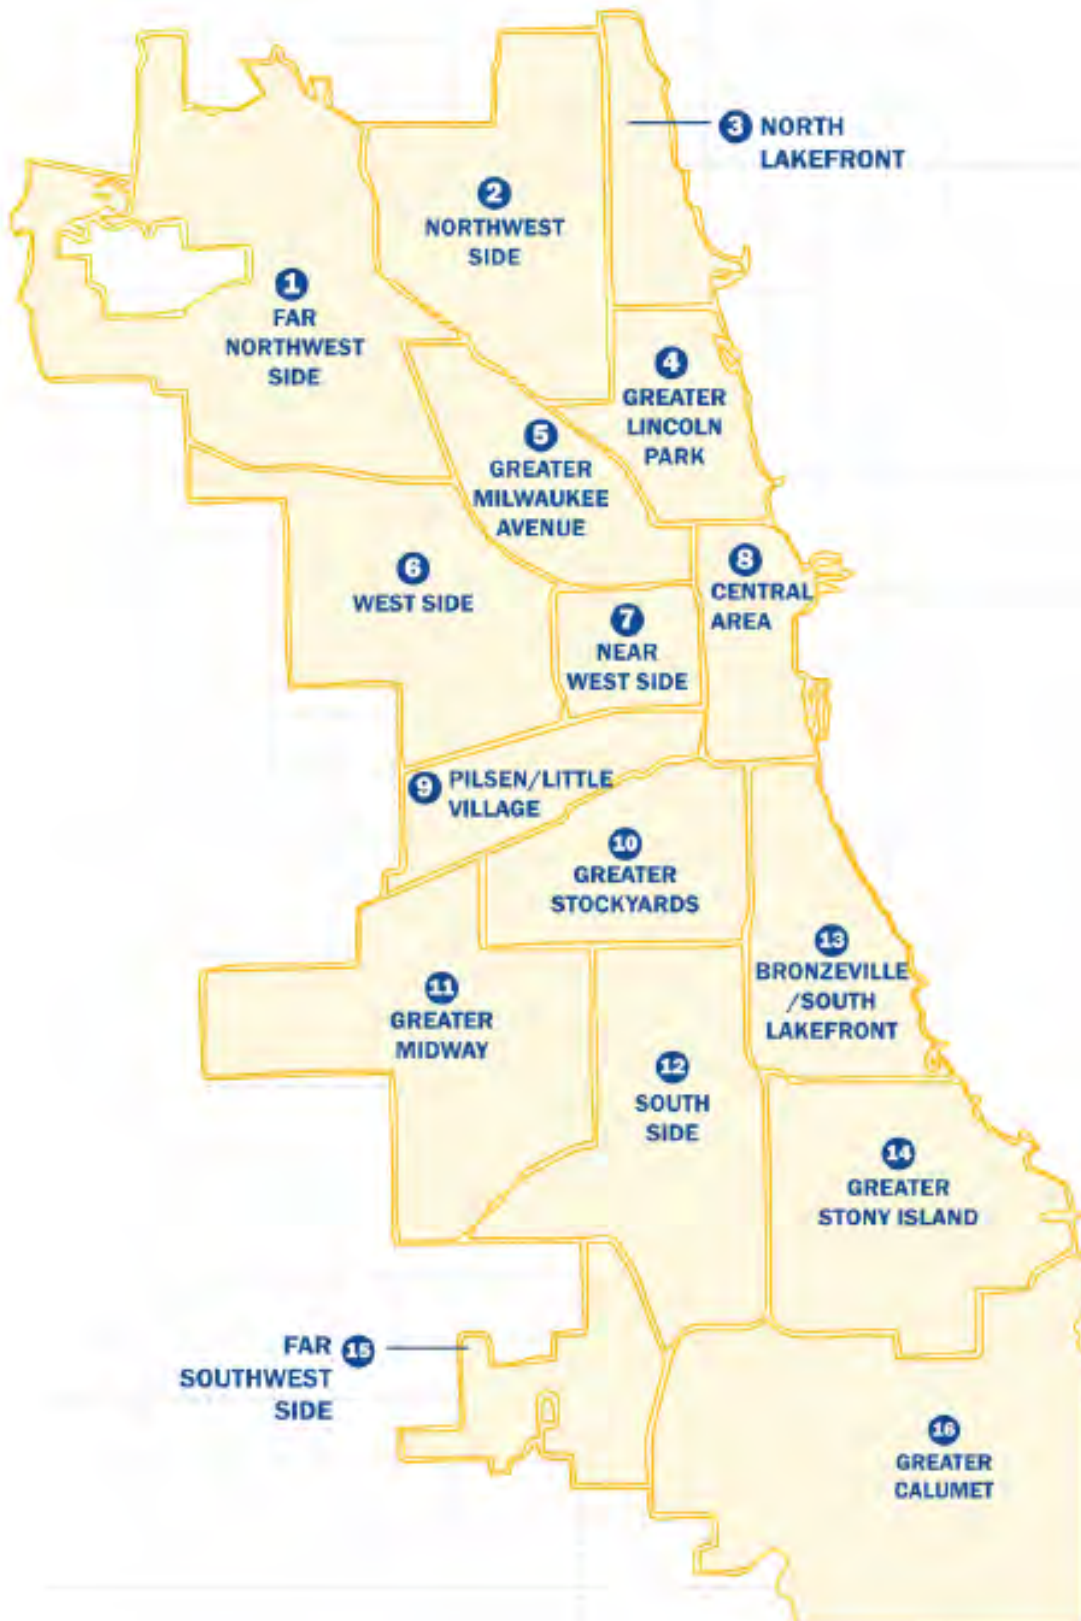 3 NORTH
LAKEFRONT
2
NORTHWEST
SIDE
1
FAR
NORTHWEST
SIDE
4
GREATER
LINCOLN
PARK
5
GREATER
MILWAUKEE
AVENUE
6
WEST SIDE
8
CENTRAL
AREA
7
NEAR
WEST SIDE
9 PILSEN/LITTLE
VILLAGE
10
GREATER
STOCKYARDS
13
BRONZEVILLE
/SOUTH
LAKEFRONT
11
GREATER
MIDWAY
12
SOUTH
SIDE
14
GREATER
STONY ISLAND
FAR 15
SOUTHWEST
SIDE
16
GREATER
CALUMET